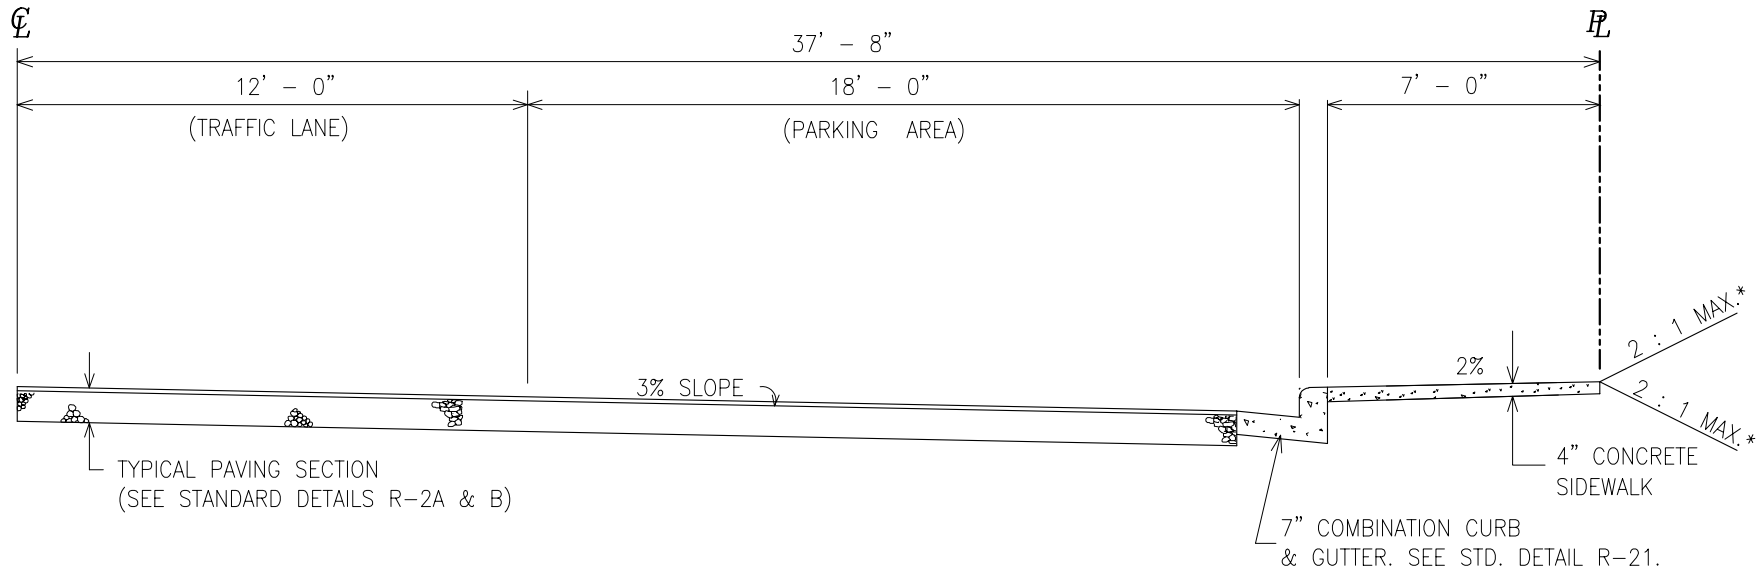 ℄ PL
37' - 8"
12' - 0" 18' - 0" 7' - 0"
(TRAFFIC LANE) (PARKING AREA)
2 : 1 MAX.*
2%
3% SLOPE
2 : 1 MAX.*
TYPICAL PAVING SECTION
(SEE STANDARD DETAILS R-2A & B)
4" CONCRETE
SIDEWALK
7" COMBINATION CURB
& GUTTER. SEE STD. DETAIL R-21.